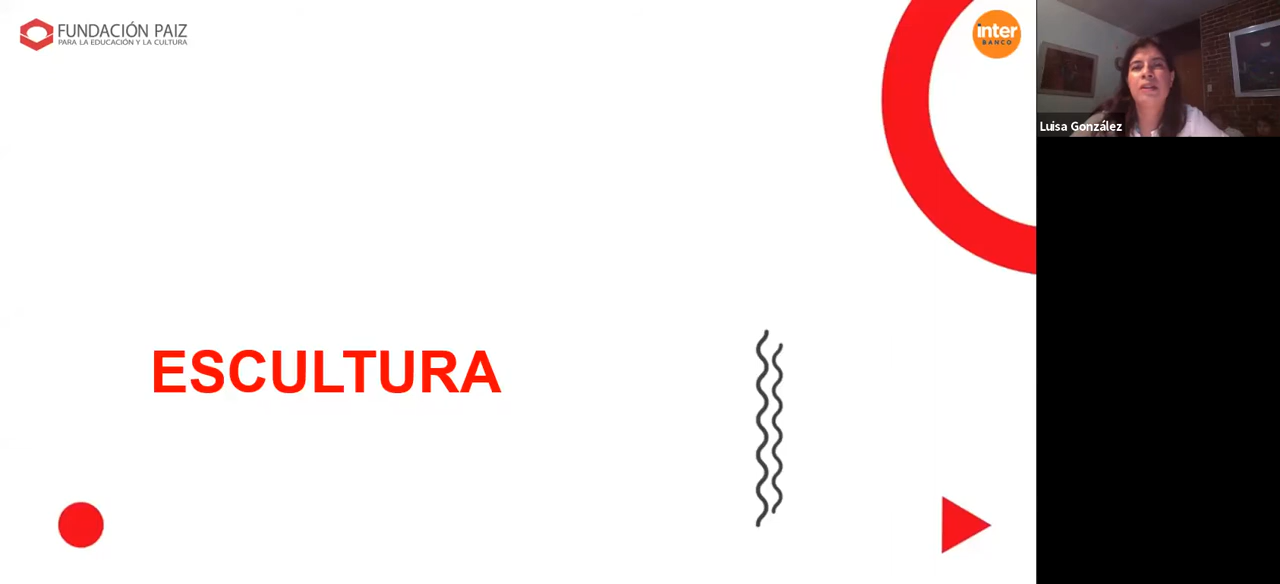 FUNDACIÓN PAIZ
PARA LA EDUCACIÓN Y LA CULTURA
inter
BANCO
Luisa González
ESCULTURA